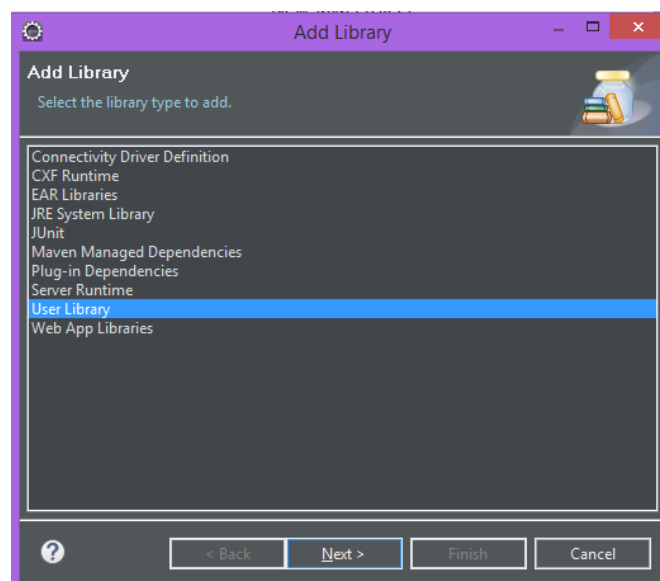 Add Library
Add Library
Select the library type to add.
Connectivity Driver Definition
CXF Runtime
EAR Libraries
JRE System Library
JUnit
Maven Managed Dependencies
Plug-in Dependencies
Server Runtime
User Library
Web App Libraries
< Back Next > Finish Cancel